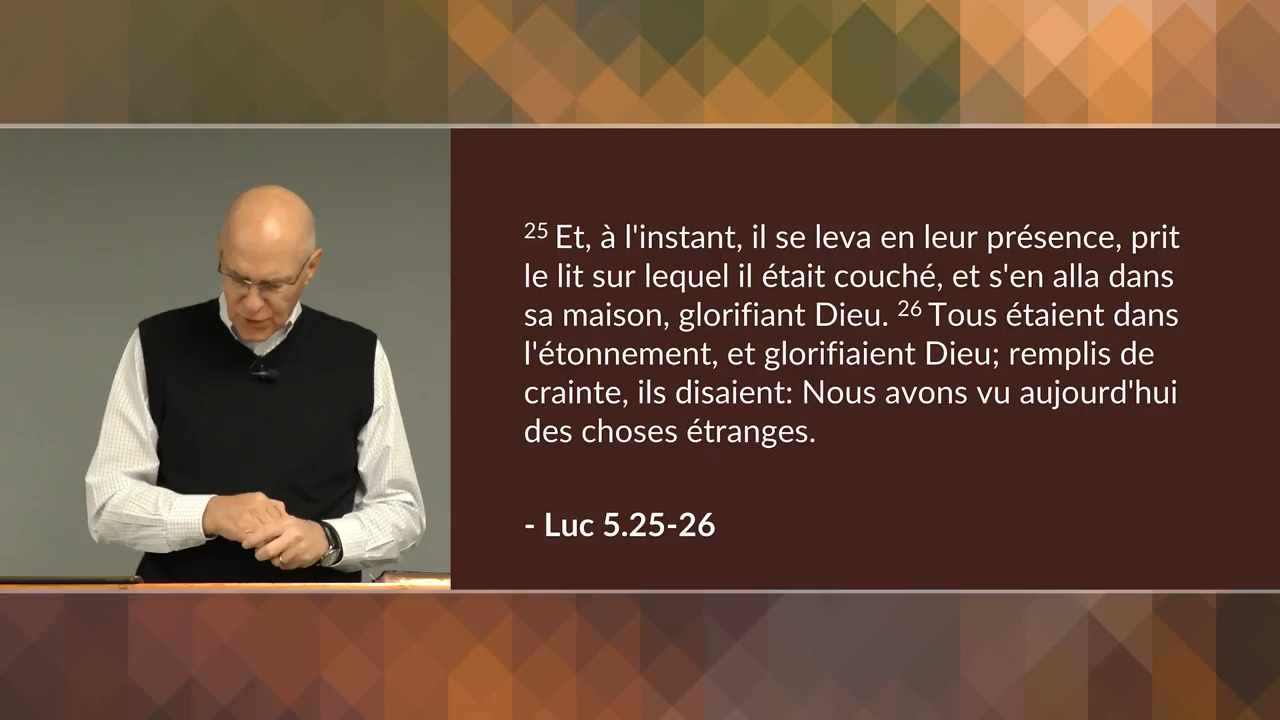 25 Et, à l'instant, il se leva en leur présence, prit
le lit sur lequel il était couché, et s'en alla dans
sa maison, glorifiant Dieu. 26 Tous étaient dans
l'étonnement, et glorifiaient Dieu; remplis de
crainte, ils disaient: Nous avons vu aujourd'hui
des choses étranges.
- Luc 5.25-26